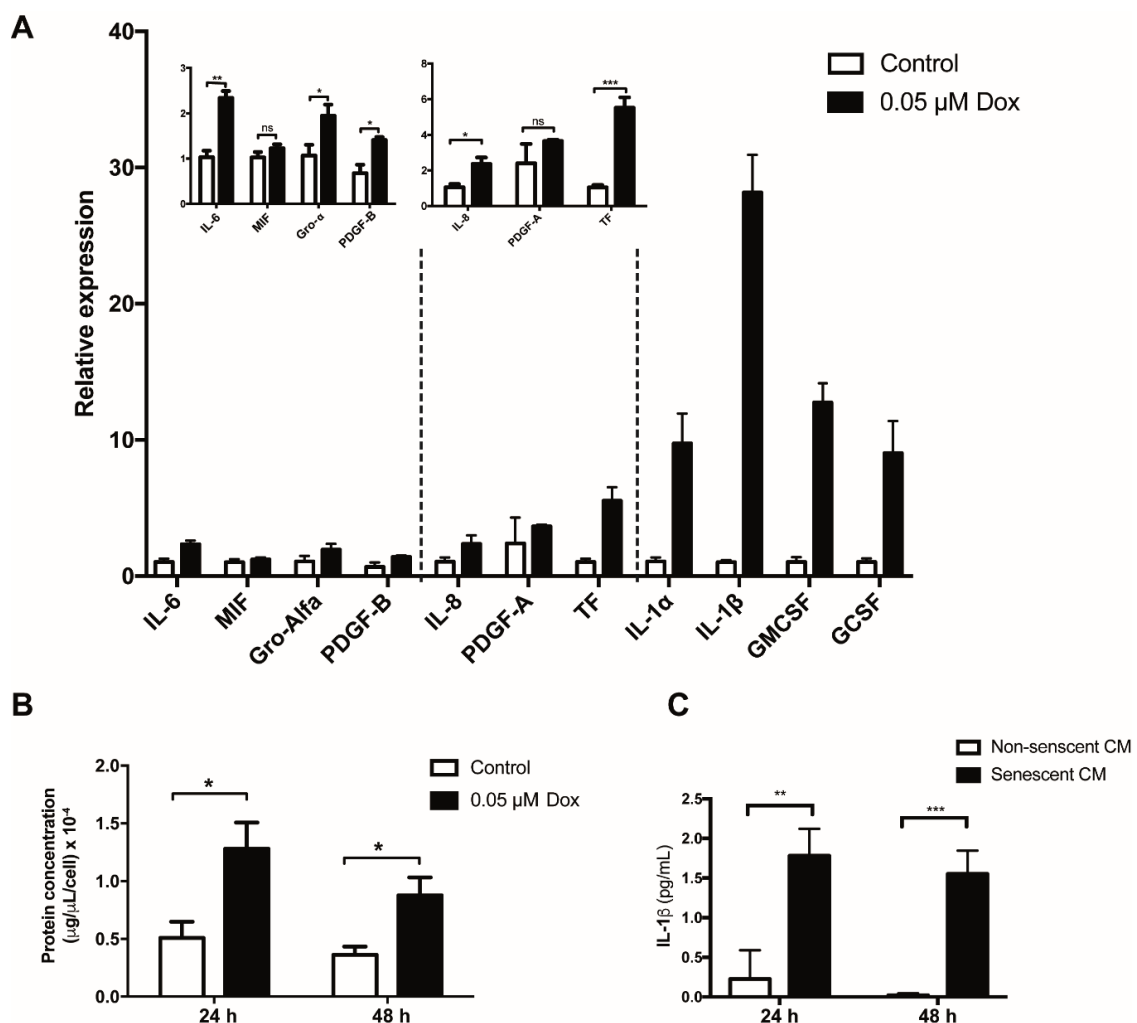 A
40
30
20
10
0
Relative expression
Control
0.05 µM Dox
3
2
1
0
**
ns
*
*
IL-6
MIF
Gro-α
PDGF-B
8
6
4
2
0
*
ns
***
IL-8
PDGF-A
TF
IL-6
MIF
Gro-Alfa
PDGF-B
IL-8
PDGF-A
TF
IL-1α
IL-1β
GMCSF
GCSF
B
Protein concentration
(µg/µL/cell) x 10-4
2.0
1.5
1.0
0.5
0.0
Control
0.05 µM Dox
*
*
24 h
48 h
C
Non-senscent CM
Senescent CM
IL-1β (pg/mL)
2.5
2.0
1.5
1.0
0.5
0.0
**
***
24 h
48 h